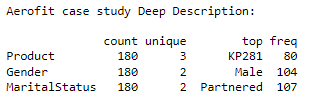 Aerofit case study Deep Description:
count unique top freq
Product 180 3 KP281 80
Gender 180 2 Male 104
MaritalStatus 180 2 Partnered 107